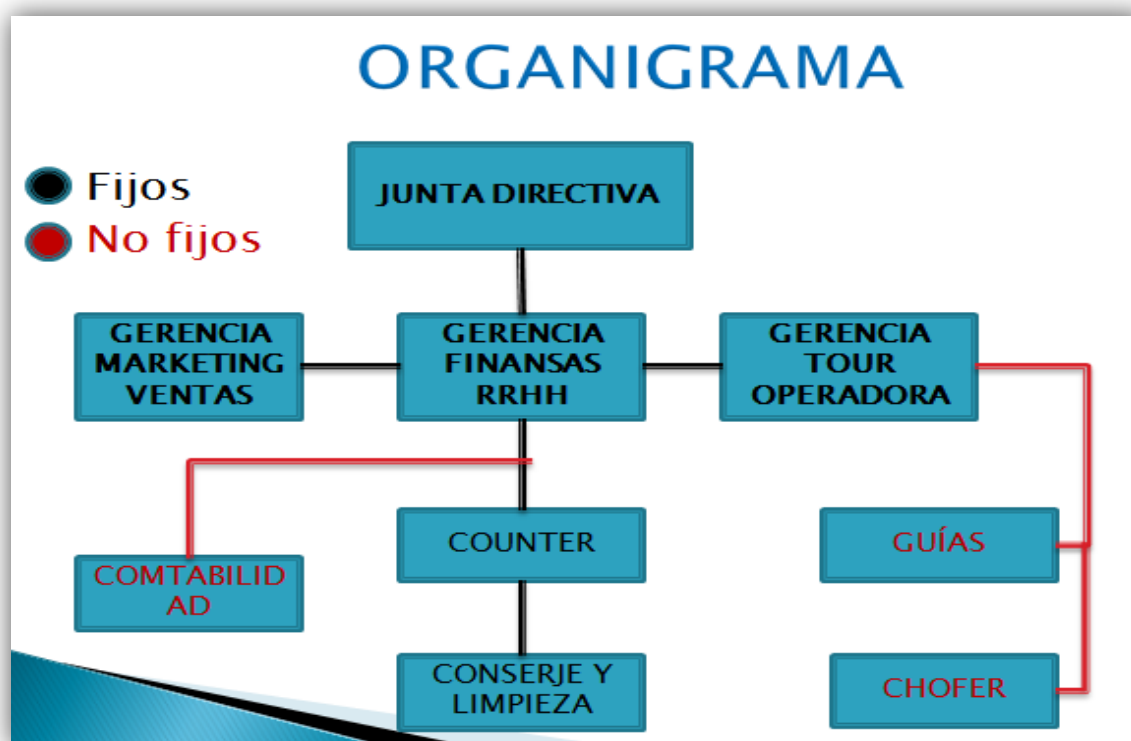 ORGANIGRAMA
Fijos
No fijos
JUNTA DIRECTIVA
GERENCIA
MARKETING
VENTAS
GERENCIA
FINANSAS
RRHH
GERENCIA
TOUR
OPERADORA
COMTABILID
AD
COUNTER
GUÍAS
CONSERJE Y
LIMPIEZA
CHOFER